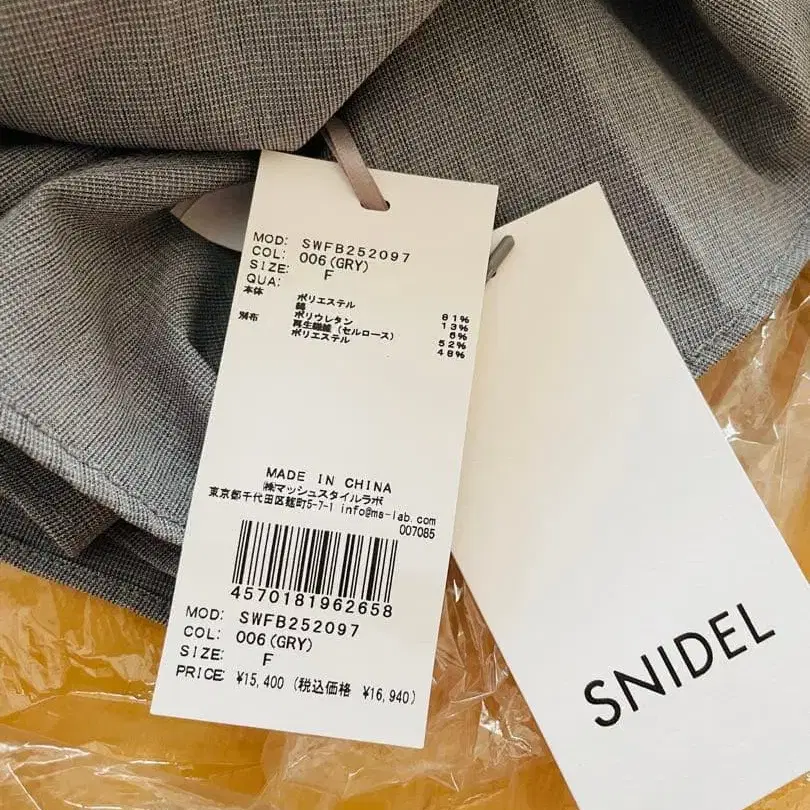 MOD: SWFB252097
COL: 006(GRY)
SIZE: F
QUA:
本体 ポリエステル 81%
綿 13%
ポリウレタン 6%
別布 再生繊維(セルロース) 52%
ポリエステル 48%
MADE IN CHINA
㈱マッシュスタイルラボ
東京都千代田区麹町5-7-1 info@ms-lab.com
007085
4570181962658
MOD: SWFB252097
COL: 006(GRY)
SIZE: F
PRICE: ¥15,400 (税込価格 ¥16,940)
SNIDEL